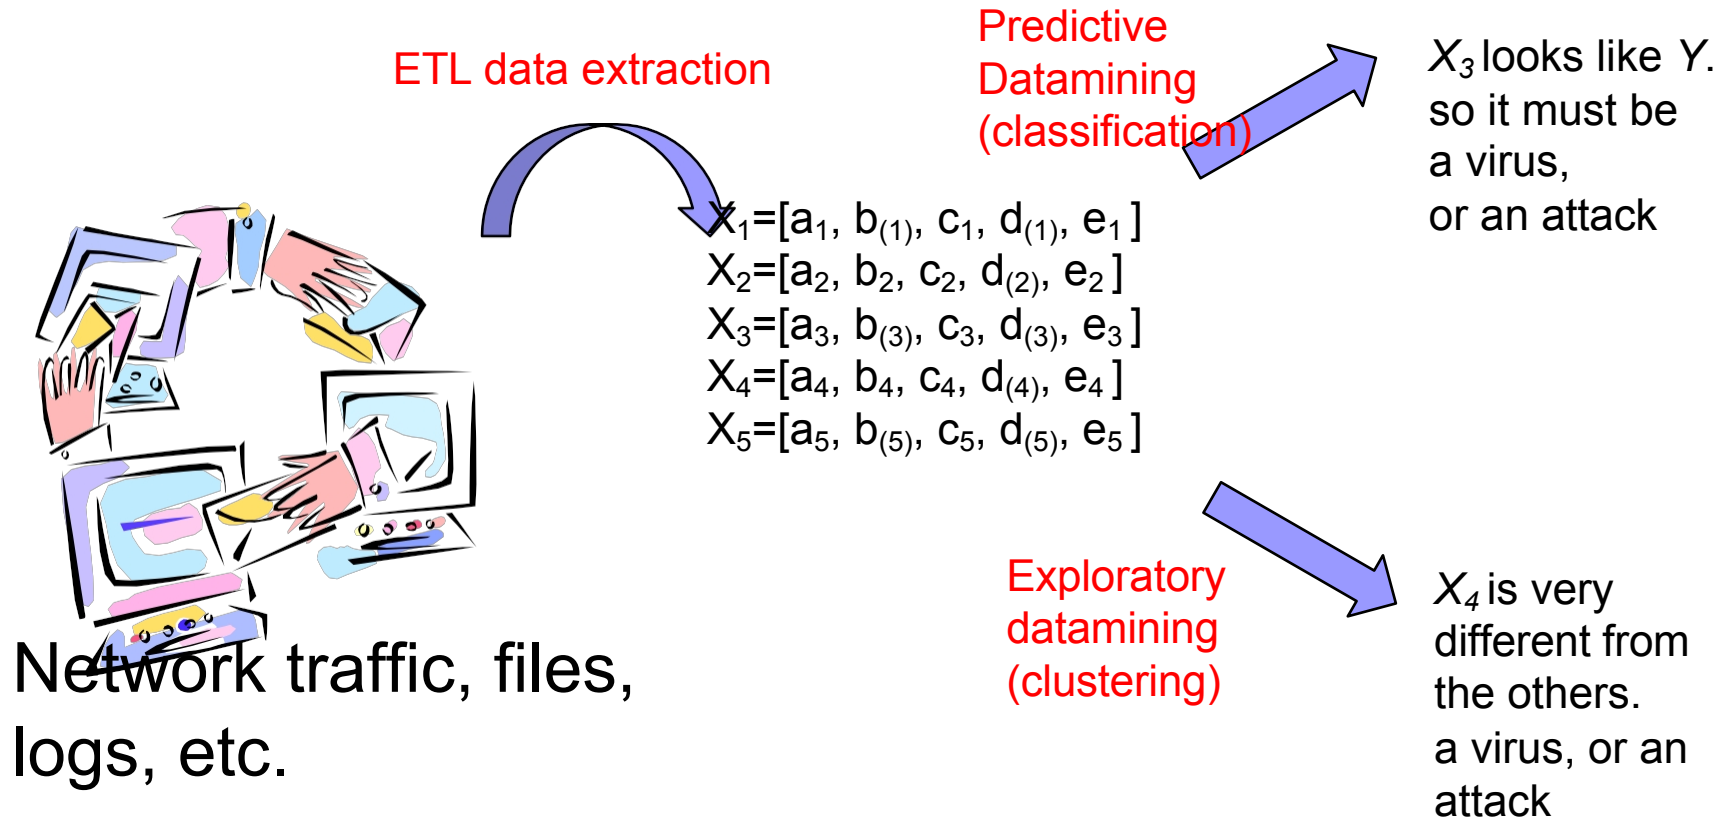 ETL data extraction
Predictive
Datamining
(classification)
X₃ looks like Y.
so it must be
a virus,
or an attack
X₁=[a₁, b₍₁₎, c₁, d₍₁₎, e₁ ]
X₂=[a₂, b₂, c₂, d₍₂₎, e₂ ]
X₃=[a₃, b₍₃₎, c₃, d₍₃₎, e₃ ]
X₄=[a₄, b₄, c₄, d₍₄₎, e₄ ]
X₅=[a₅, b₍₅₎, c₅, d₍₅₎, e₅ ]
Network traffic, files,
logs, etc.
Exploratory
datamining
(clustering)
X₄ is very
different from
the others.
a virus, or an
attack